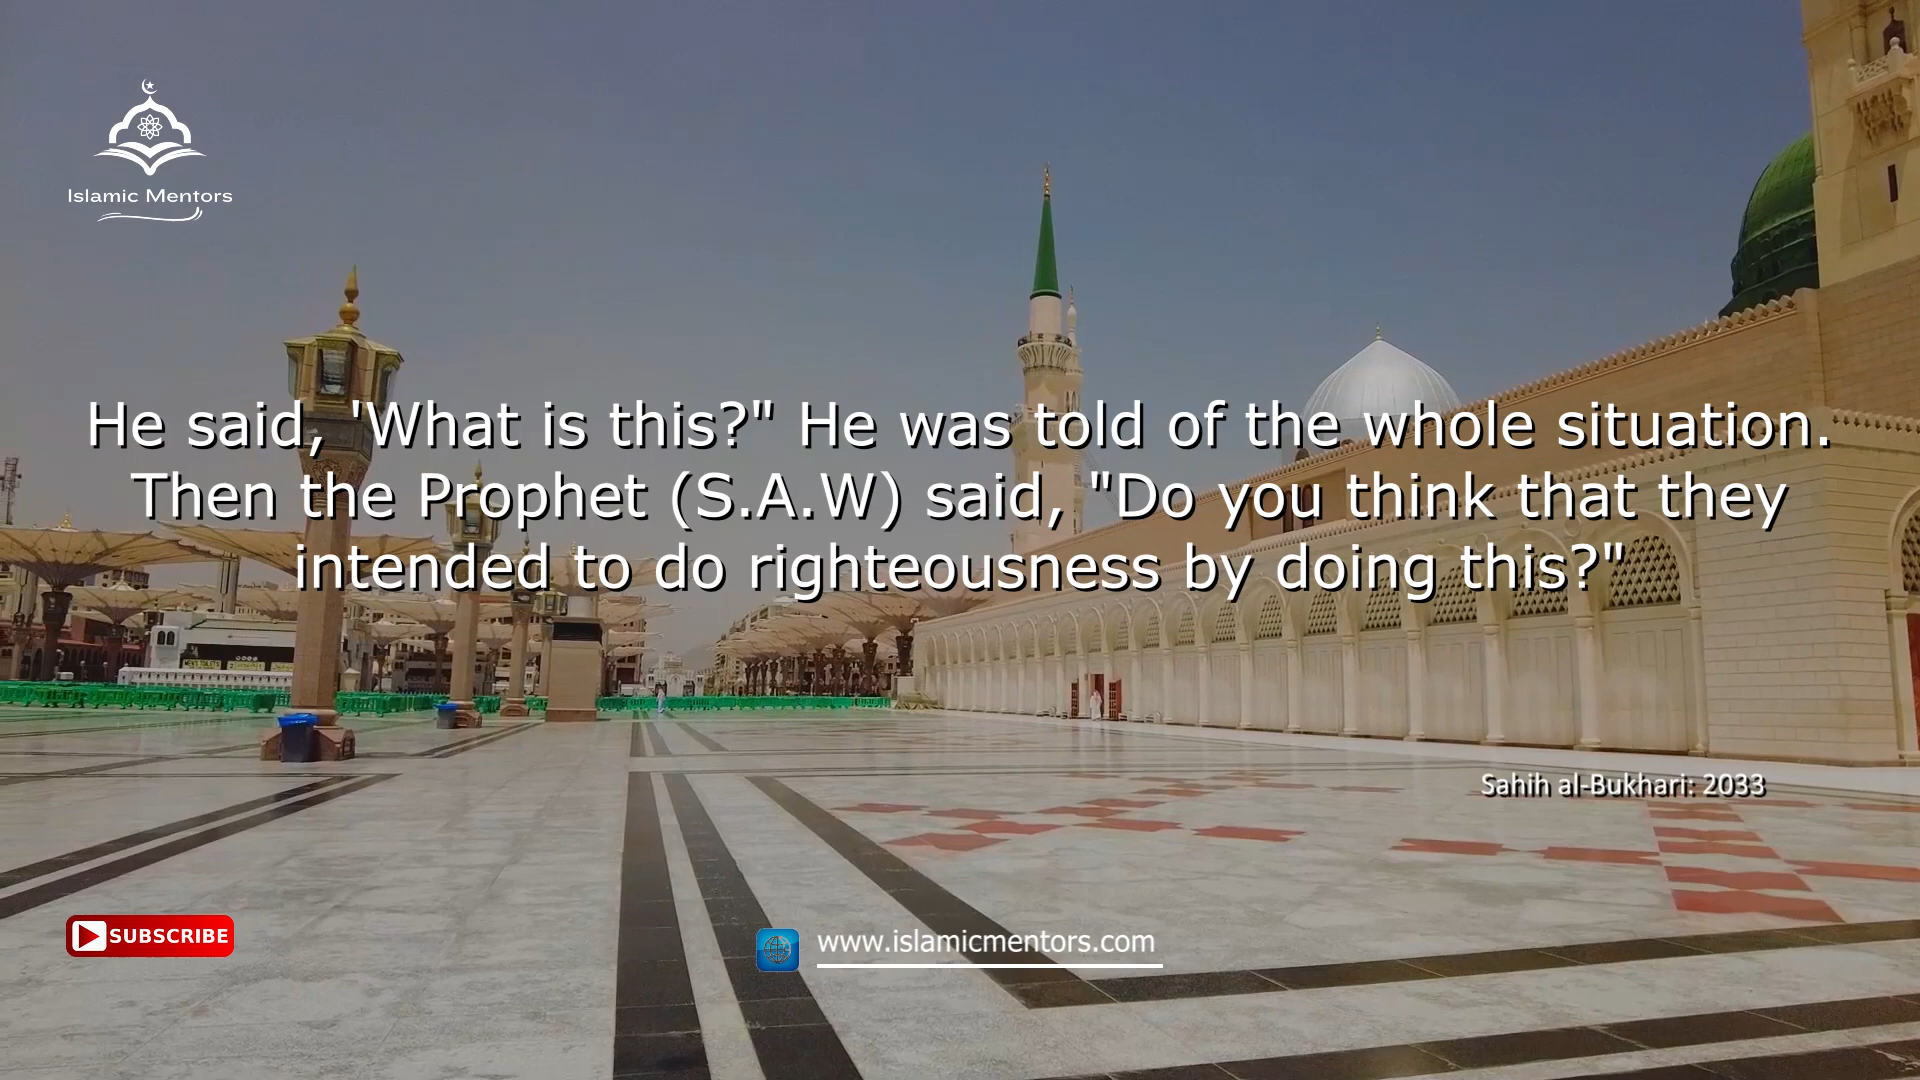 Islamic Mentors
He said, 'What is this?" He was told of the whole situation.
Then the Prophet (S.A.W) said, "Do you think that they
intended to do righteousness by doing this?"
Sahih al-Bukhari: 2033
SUBSCRIBE
www.islamicmentors.com